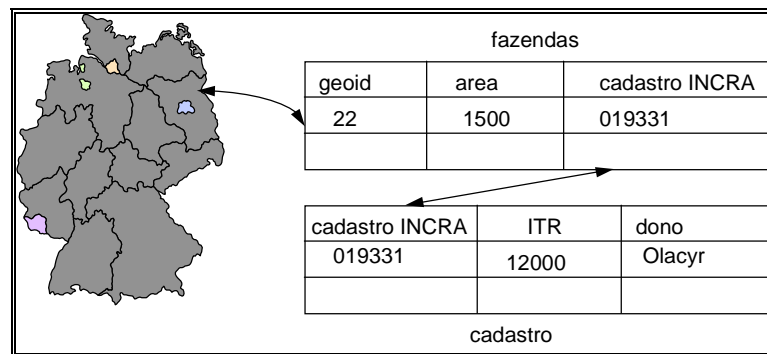 fazendas
geoid area cadastro INCRA
22 1500 019331
cadastro INCRA ITR dono
019331 12000 Olacyr
cadastro